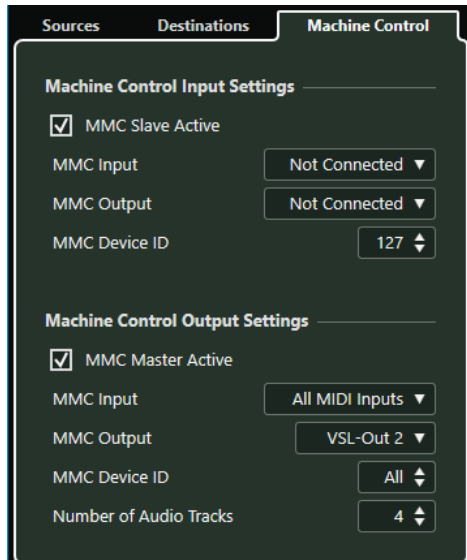 Sources Destinations Machine Control
Machine Control Input Settings
MMC Slave Active
MMC Input Not Connected
MMC Output Not Connected
MMC Device ID 127
Machine Control Output Settings
MMC Master Active
MMC Input All MIDI Inputs
MMC Output VSL-Out 2
MMC Device ID All
Number of Audio Tracks 4